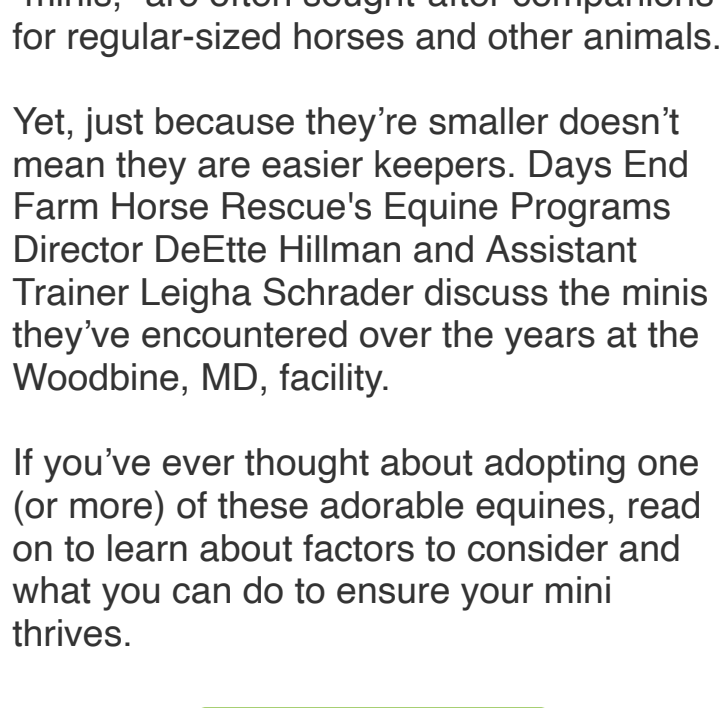 "minis," are often sought-after companions
for regular-sized horses and other animals.
Yet, just because they’re smaller doesn’t
mean they are easier keepers. Days End
Farm Horse Rescue's Equine Programs
Director DeEtte Hillman and Assistant
Trainer Leigha Schrader discuss the minis
they’ve encountered over the years at the
Woodbine, MD, facility.
If you’ve ever thought about adopting one
(or more) of these adorable equines, read
on to learn about factors to consider and
what you can do to ensure your mini
thrives.